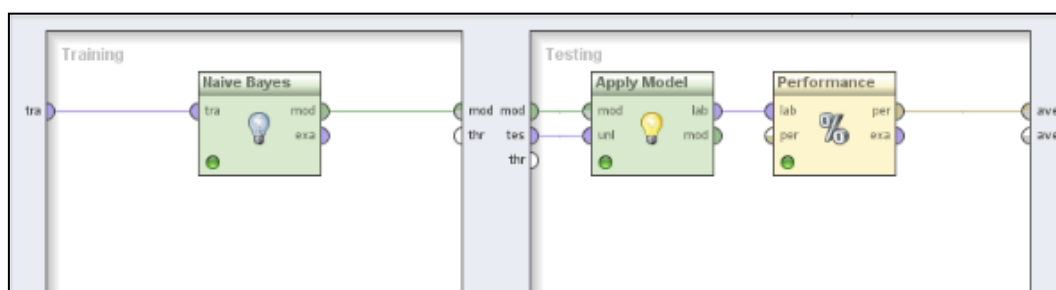 Training
Testing
Naive Bayes
Apply Model
Performance
tra
tra
mod
mod
mod
mod
lab
lab
per
ave
exa
thr
tes
unl
mod
per
exa
ave
thr
%